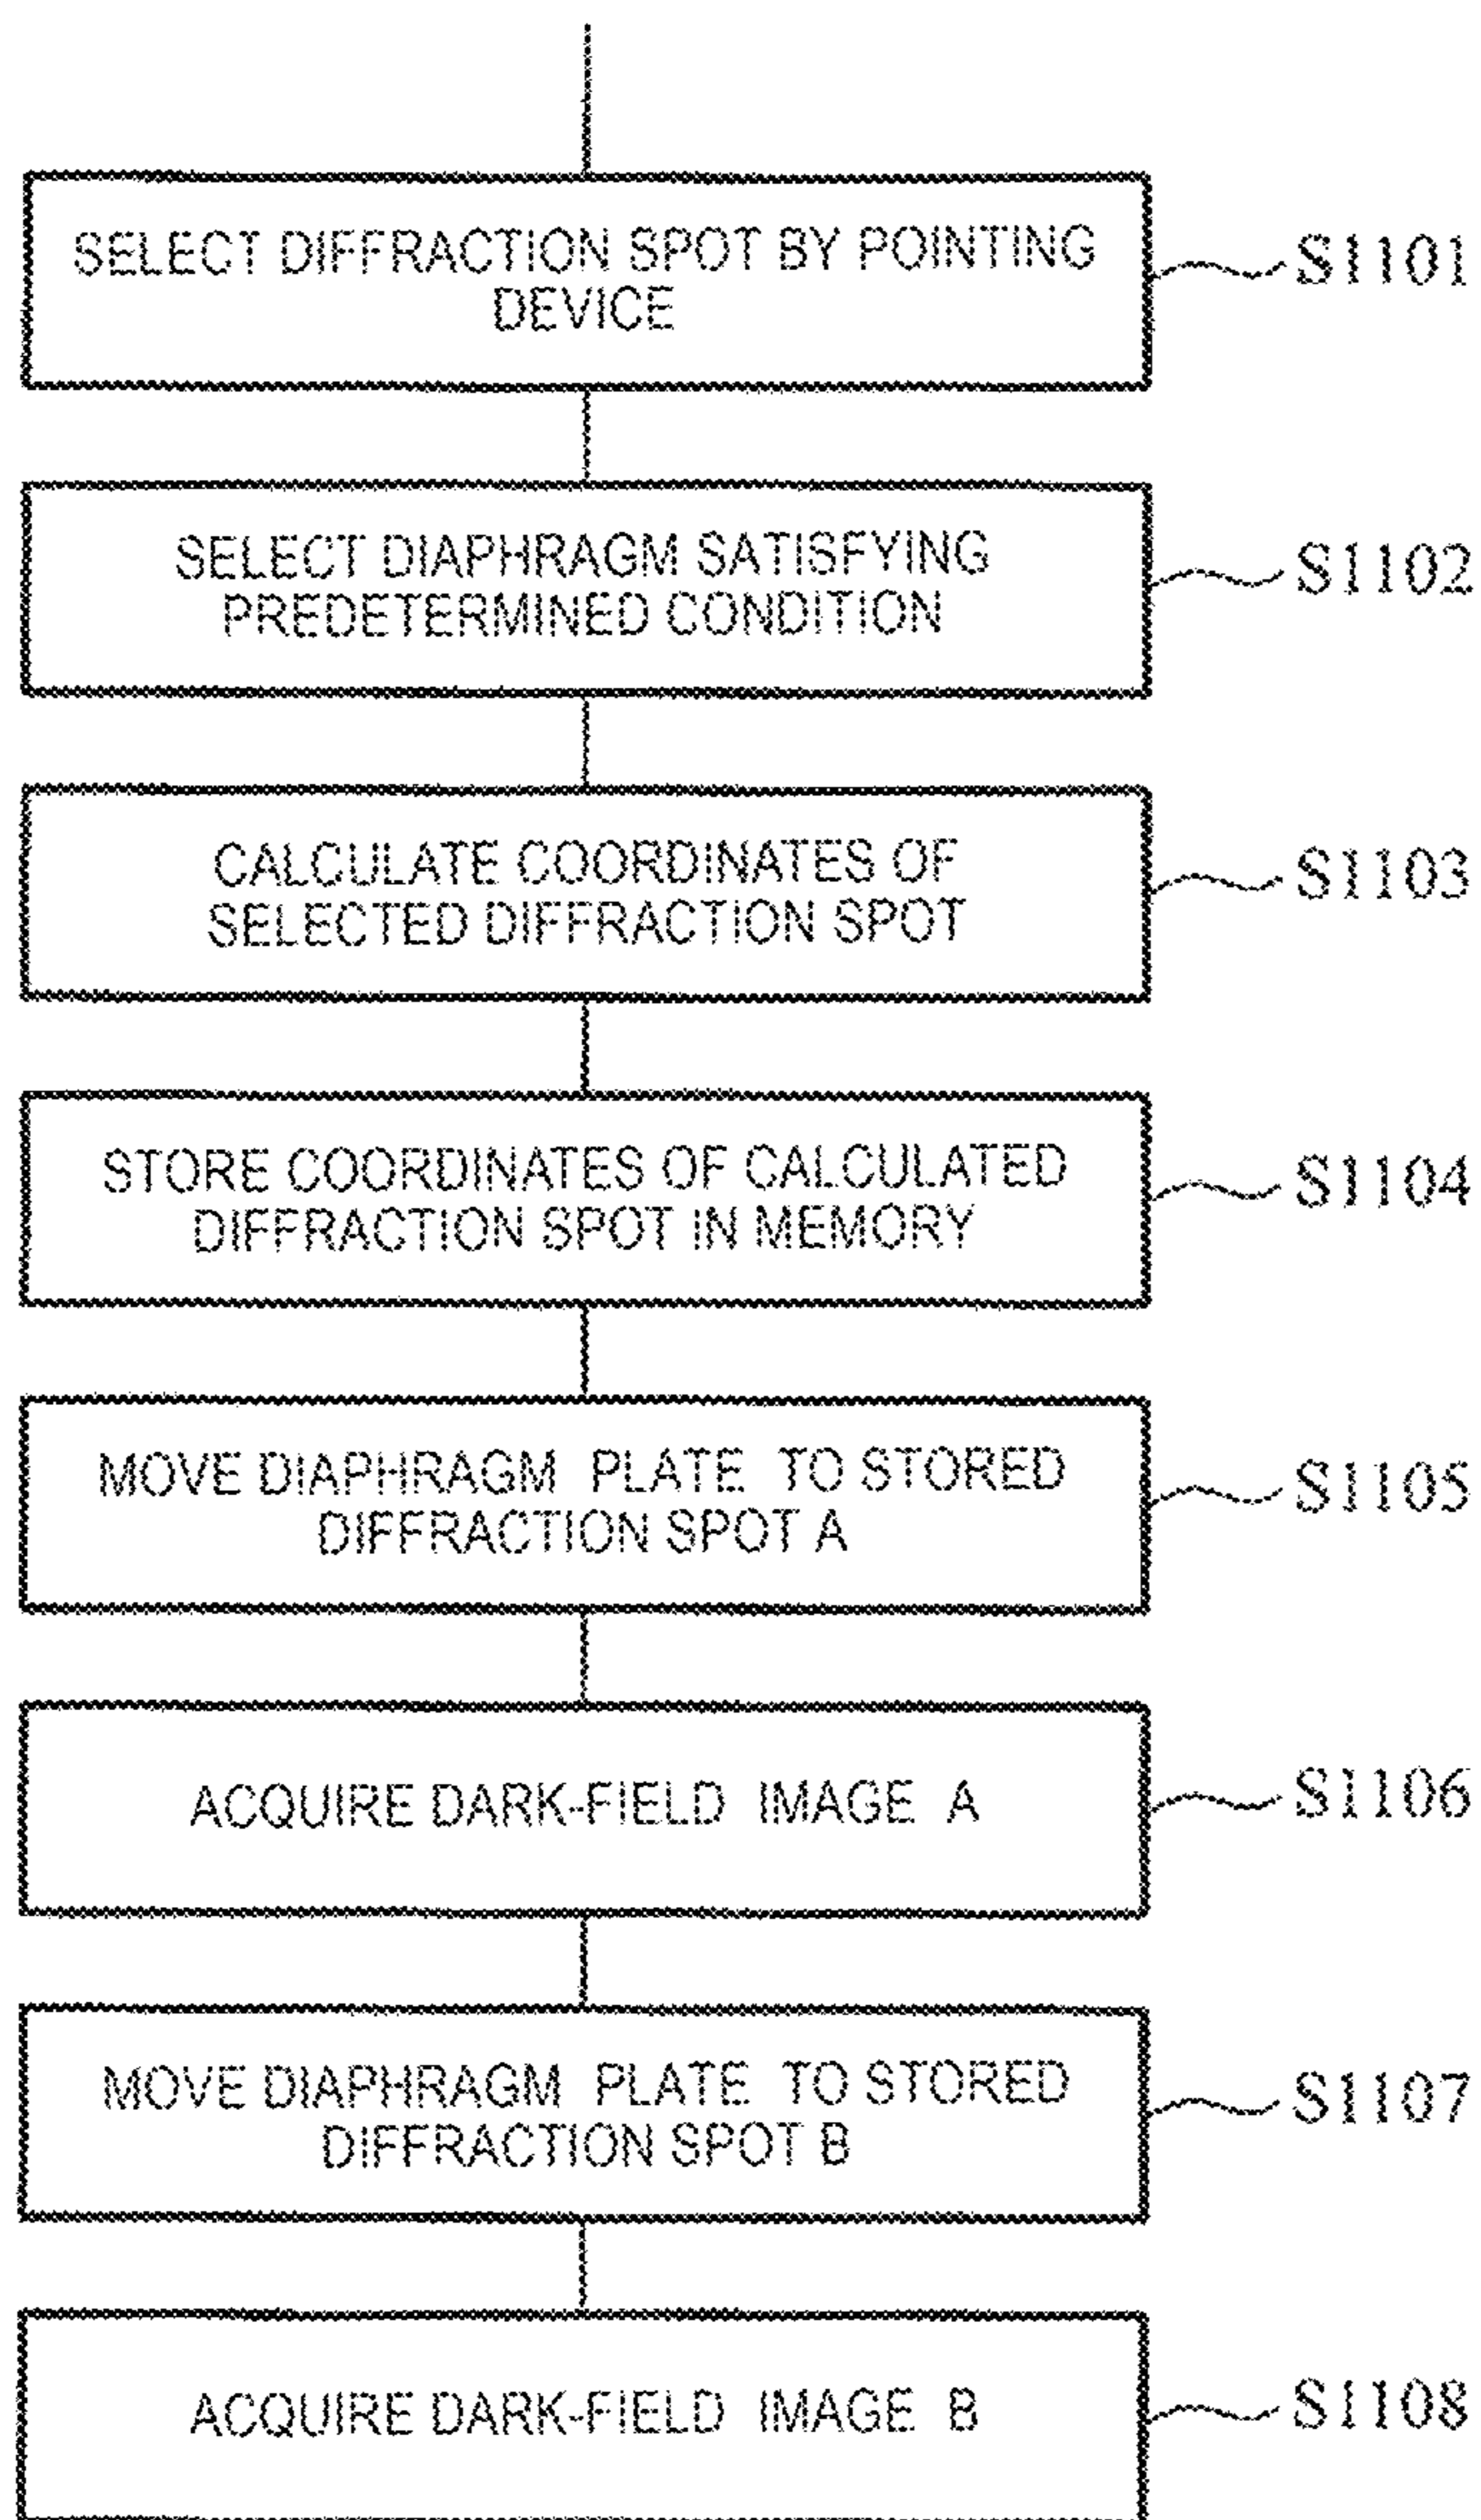 SELECT DIFFRACTION SPOT BY POINTING
DEVICE
S1101
SELECT DIAPHRAGM SATISFYING
PREDETERMINED CONDITION
S1102
CALCULATE COORDINATES OF
SELECTED DIFFRACTION SPOT
S1103
STORE COORDINATES OF CALCULATED
DIFFRACTION SPOT IN MEMORY
S1104
MOVE DIAPHRAGM PLATE TO STORED
DIFFRACTION SPOT A
S1105
ACQUIRE DARK-FIELD IMAGE A
S1106
MOVE DIAPHRAGM PLATE TO STORED
DIFFRACTION SPOT B
S1107
ACQUIRE DARK-FIELD IMAGE B
S1108